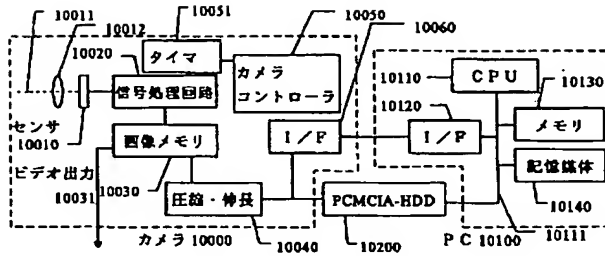 10051
10012
10011
10020
10050
10060
タイマ
カメラ
コントローラ
10110
CPU
10130
信号処理回路
10120
メモリ
センサ
10010
画像メモリ
I/F
I/F
記憶媒体
ビデオ出力
10031
10030
圧縮・伸長
PCMCIA-HDD
10140
カメラ 10000
10040
10200
PC 10100
10111